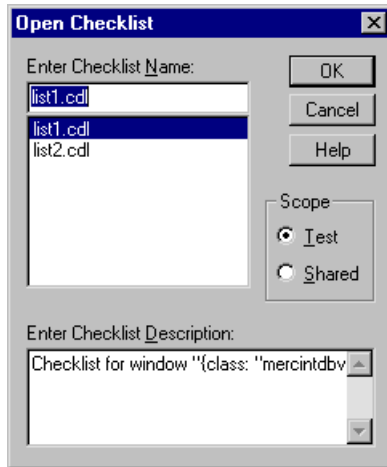 Open Checklist
Enter Checklist Name:
list1.cdl
list1.cdl
list2.cdl
OK
Cancel
Help
Scope
Test
Shared
Enter Checklist Description:
Checklist for window "{class: "mercintdbv